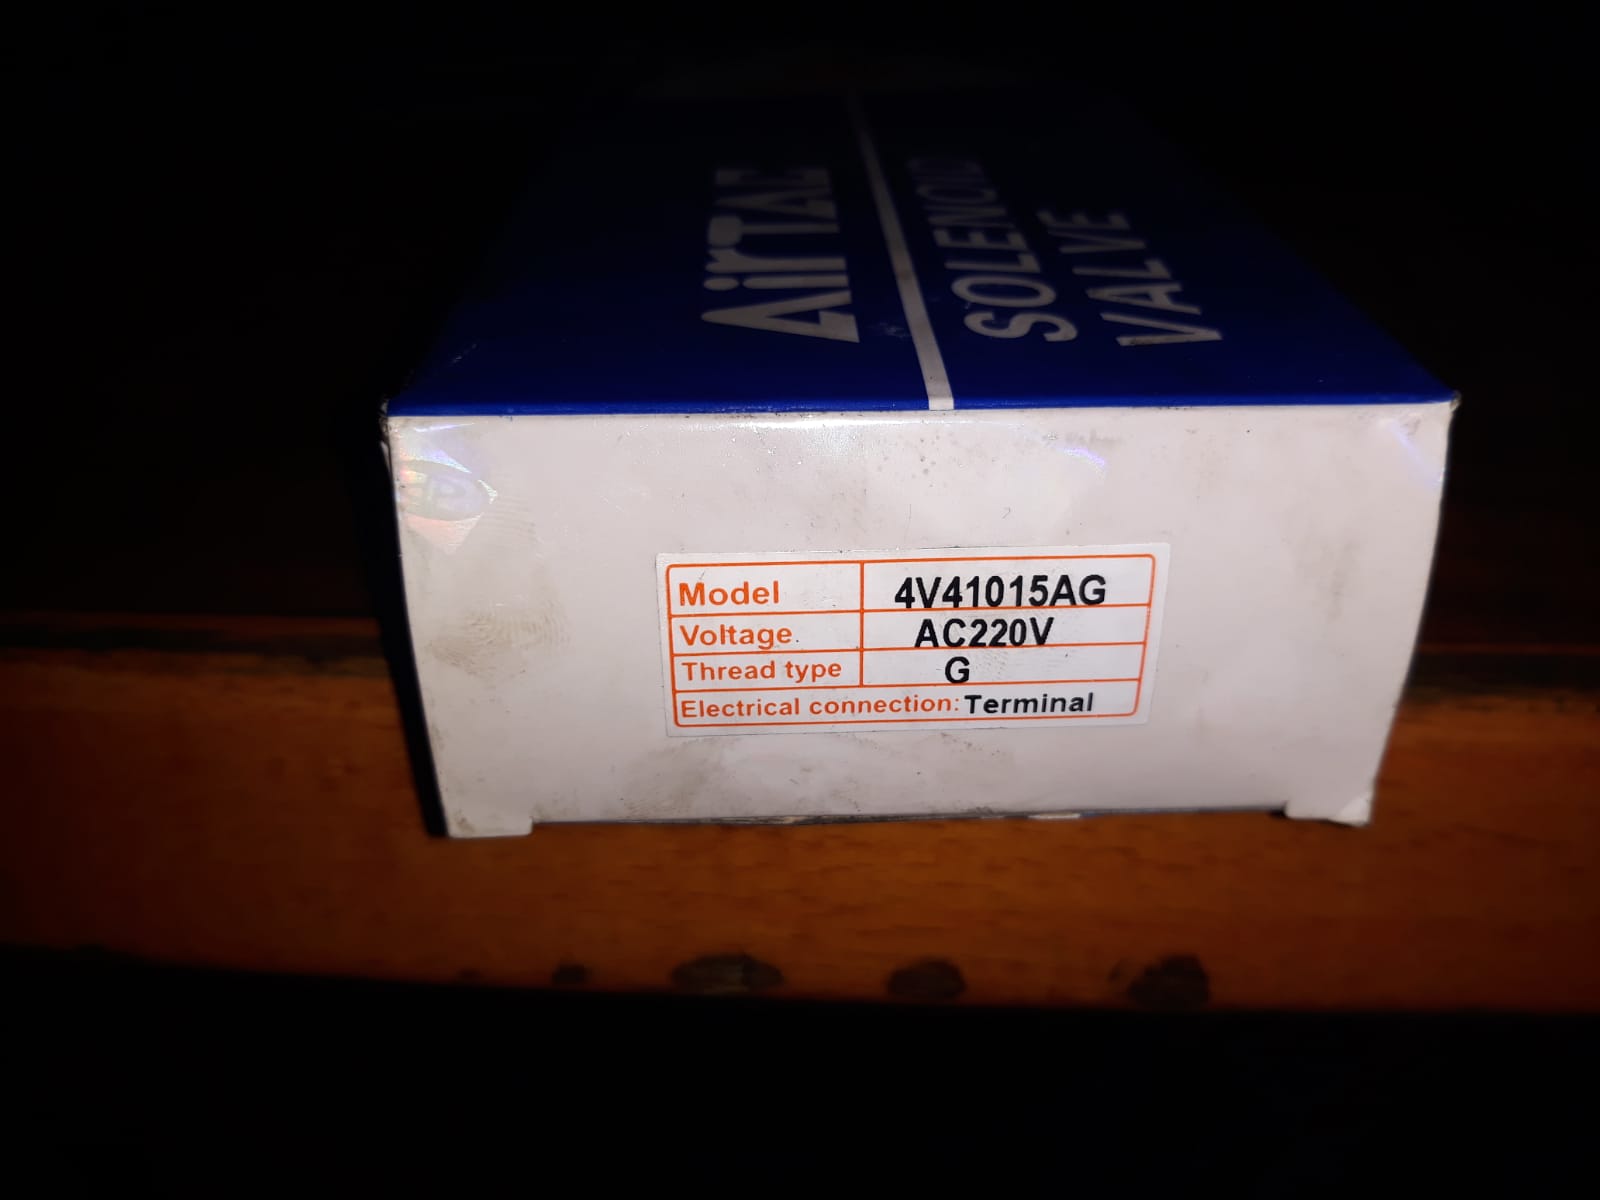 AirTAC
SOLENOID
VALVE
Model 4V41015AG
Voltage AC220V
Thread type G
Electrical connection: Terminal